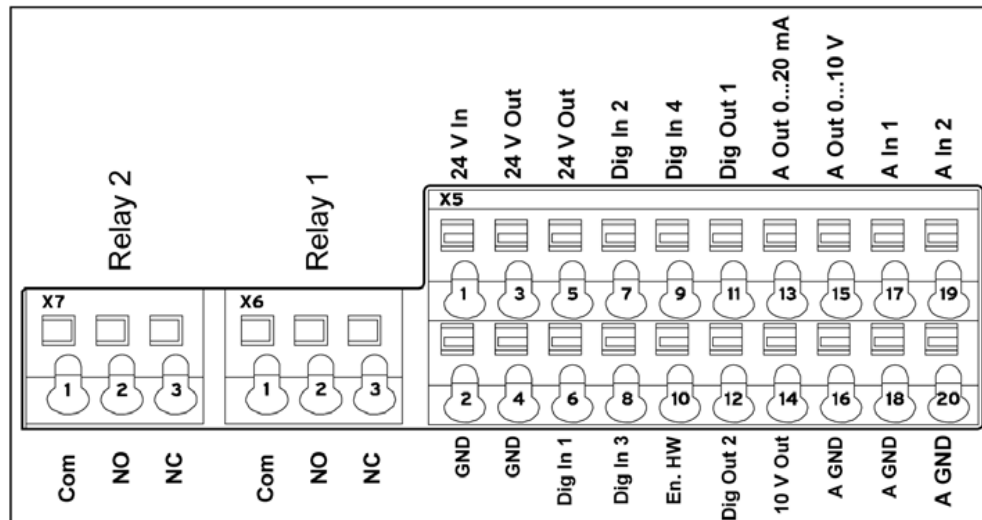 24 V In
24 V Out
24 V Out
Dig In 2
Dig In 4
Dig Out 1
A Out 0...20 mA
A Out 0...10 V
A In 1
A In 2
Relay 2
Relay 1
X5
1 3 5 7 9 11 13 15 17 19
X7
X6
1 2 3
1 2 3
2 4 6 8 10 12 14 16 18 20
Com
NO
NC
Com
NO
NC
GND
GND
Dig In 1
Dig In 3
En. HW
Dig Out 2
10 V Out
A GND
A GND
A GND